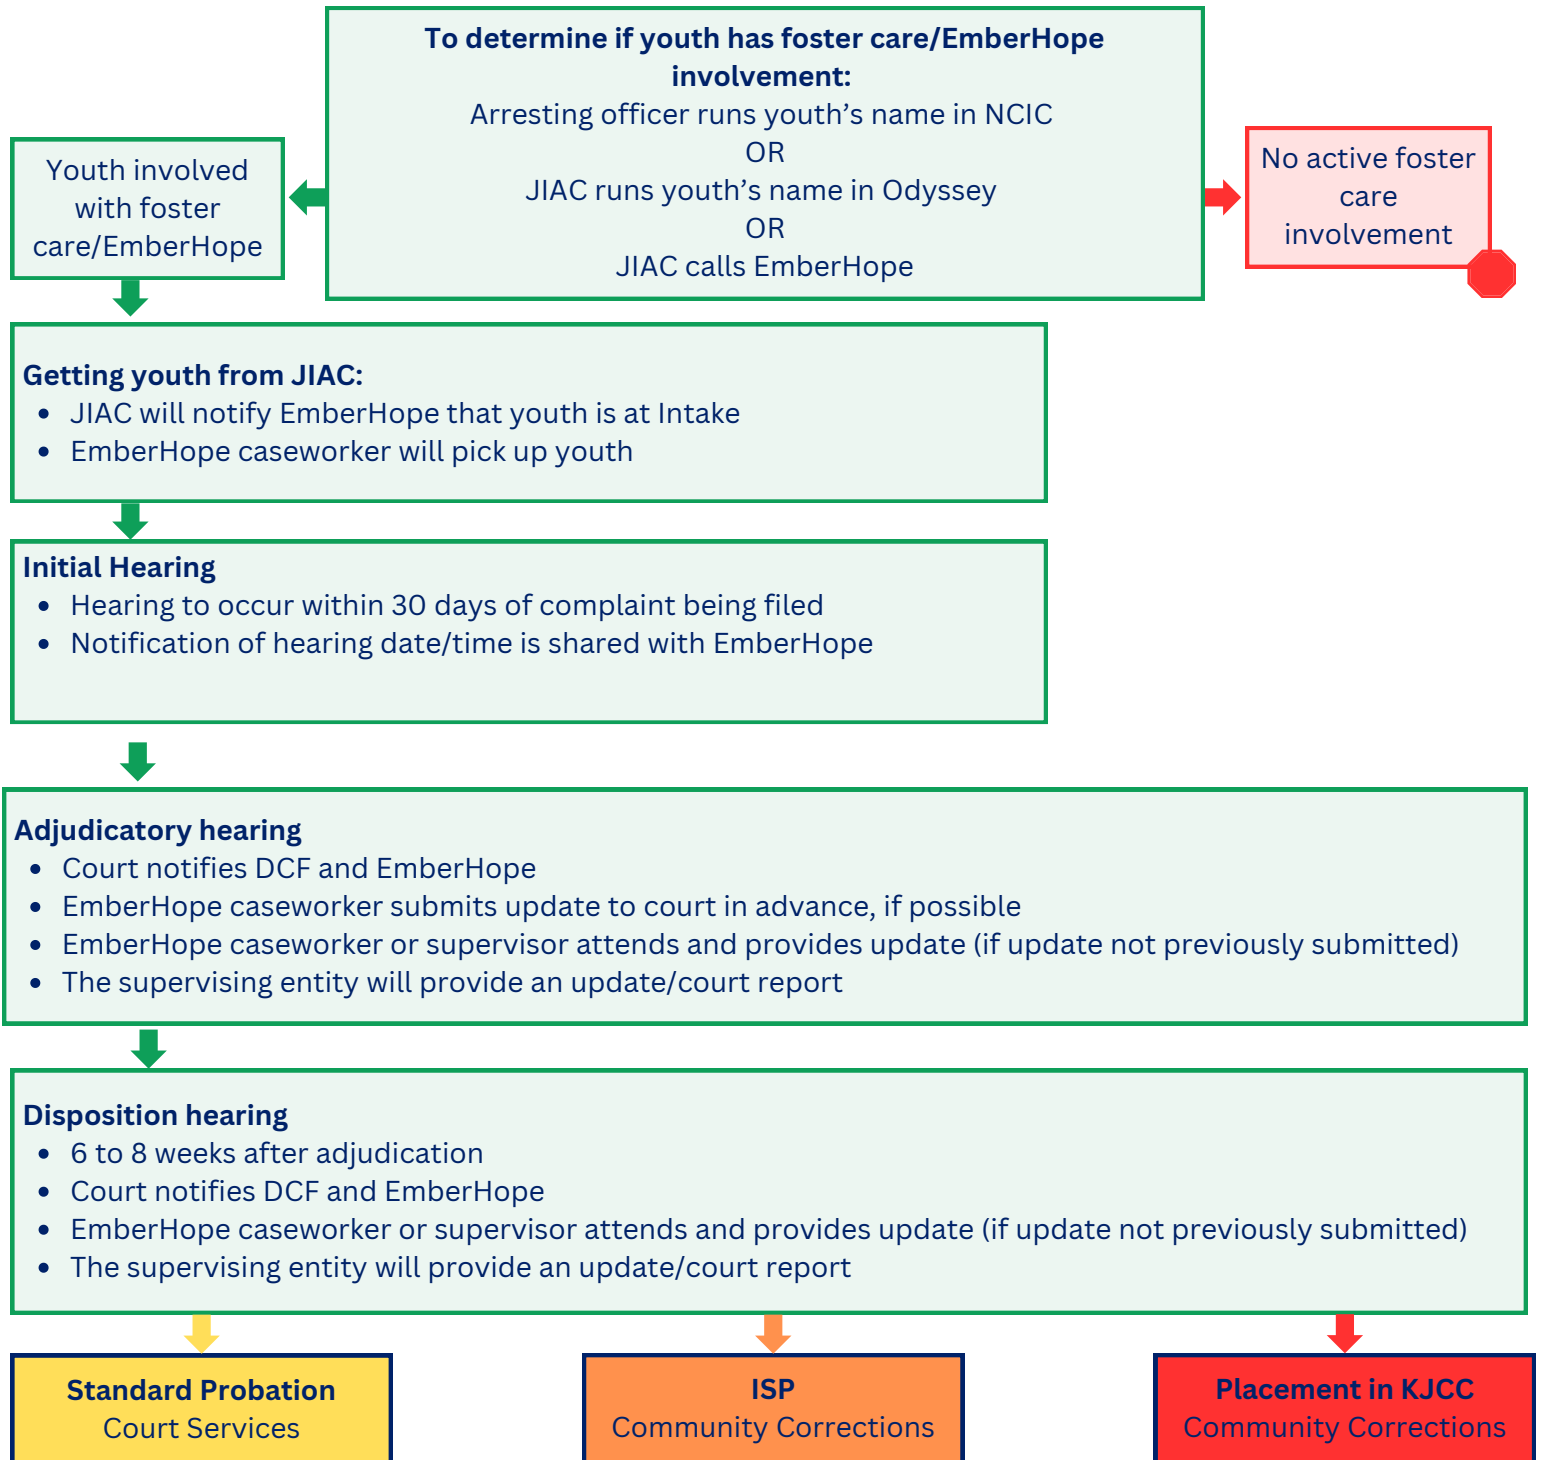 To determine if youth has foster care/EmberHope
involvement:
Arresting officer runs youth’s name in NCIC
OR
JIAC runs youth’s name in Odyssey
OR
JIAC calls EmberHope
Youth involved
with foster
care/EmberHope
No active foster
care
involvement
Getting youth from JIAC:
• JIAC will notify EmberHope that youth is at Intake
• EmberHope caseworker will pick up youth
Initial Hearing
• Hearing to occur within 30 days of complaint being filed
• Notification of hearing date/time is shared with EmberHope
Adjudicatory hearing
• Court notifies DCF and EmberHope
• EmberHope caseworker submits update to court in advance, if possible
• EmberHope caseworker or supervisor attends and provides update (if update not previously submitted)
• The supervising entity will provide an update/court report
Disposition hearing
• 6 to 8 weeks after adjudication
• Court notifies DCF and EmberHope
• EmberHope caseworker or supervisor attends and provides update (if update not previously submitted)
• The supervising entity will provide an update/court report
Standard Probation
Court Services
ISP
Community Corrections
Placement in KJCC
Community Corrections